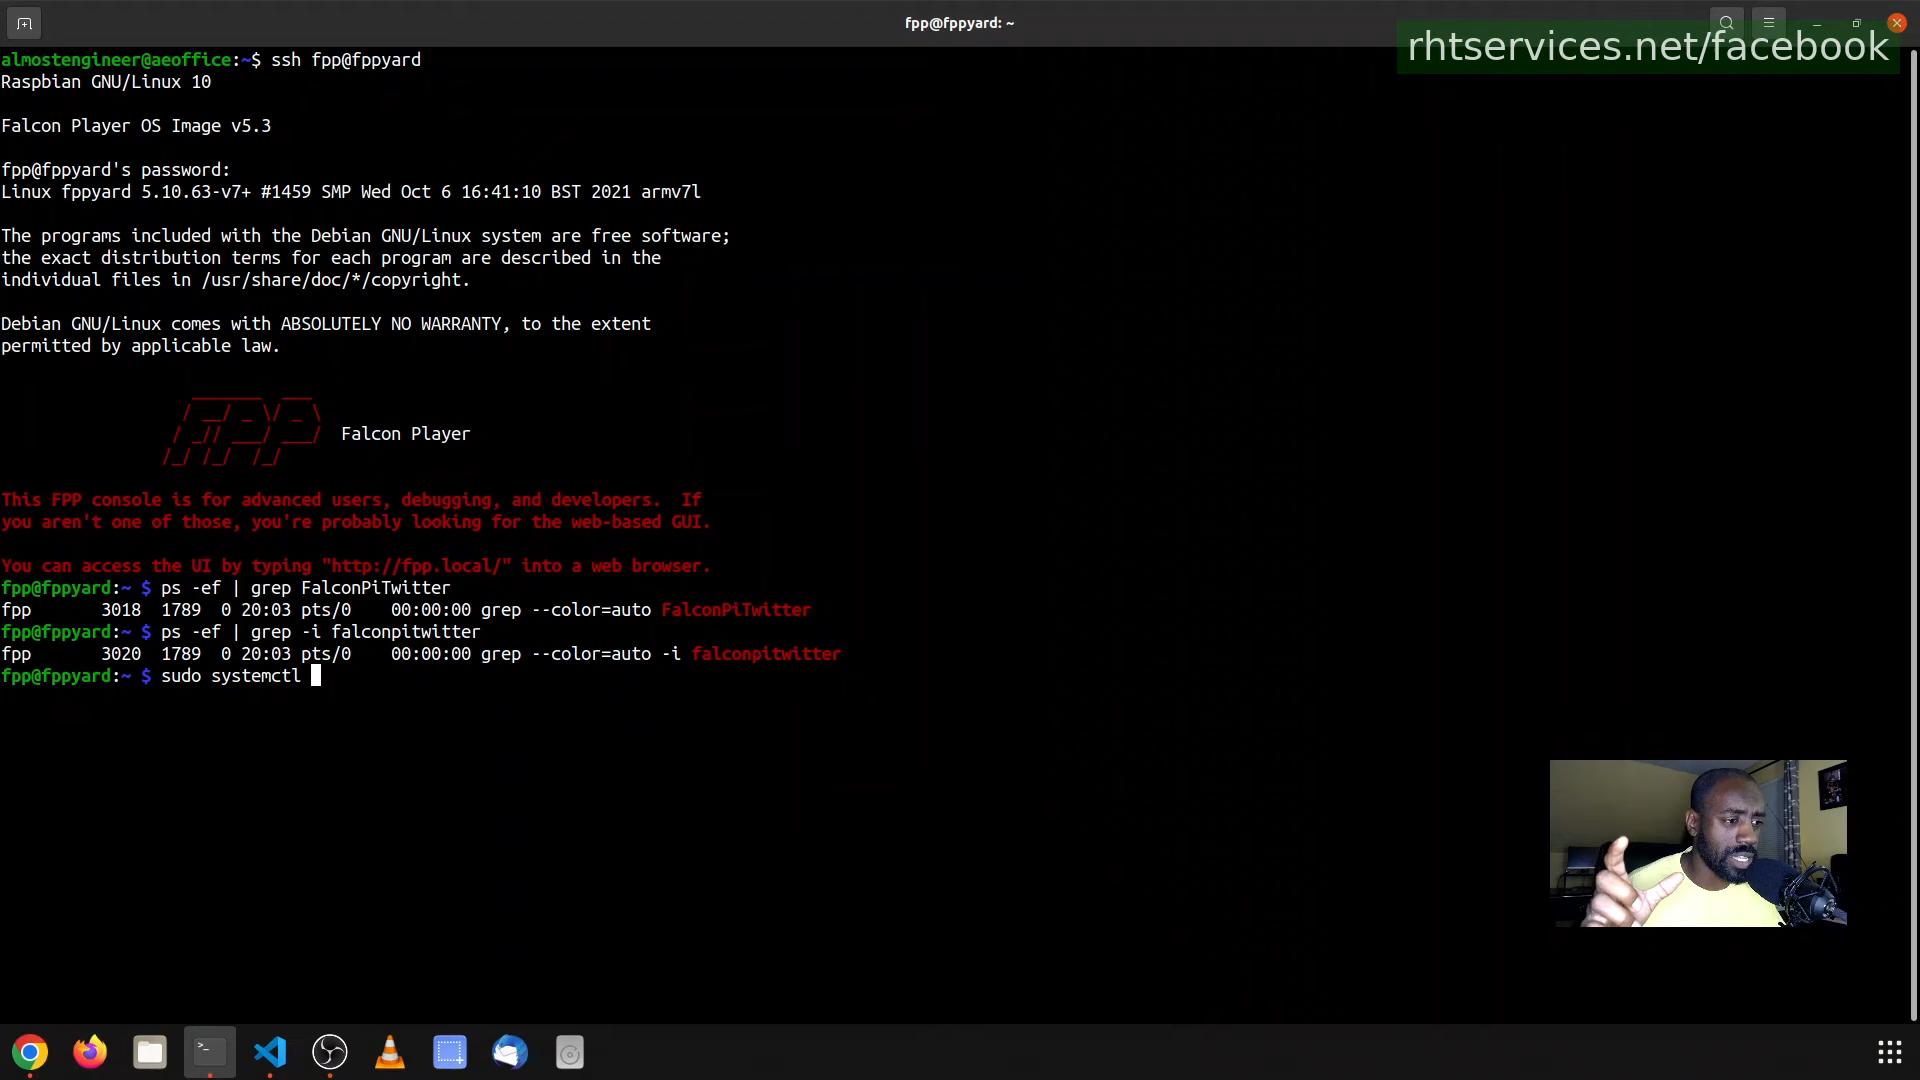 fpp@fppyard: ~
rhtservices.net/facebook
almostengineer@aeoffice:~$ ssh fpp@fppyard
Raspbian GNU/Linux 10
Falcon Player OS Image v5.3
fpp@fppyard's password:
Linux fppyard 5.10.63-v7+ #1459 SMP Wed Oct 6 16:41:10 BST 2021 armv7l
The programs included with the Debian GNU/Linux system are free software;
the exact distribution terms for each program are described in the
individual files in /usr/share/doc/*/copyright.
Debian GNU/Linux comes with ABSOLUTELY NO WARRANTY, to the extent
permitted by applicable law.
FPP
Falcon Player
This FPP console is for advanced users, debugging, and developers.  If
you aren't one of those, you're probably looking for the web-based GUI.
You can access the UI by typing "http://fpp.local/" into a web browser.
fpp@fppyard:~ $ ps -ef | grep FalconPiTwitter
fpp       3018  1789  0 20:03 pts/0    00:00:00 grep --color=auto FalconPiTwitter
fpp@fppyard:~ $ ps -ef | grep -i falconpitwitter
fpp       3020  1789  0 20:03 pts/0    00:00:00 grep --color=auto -i falconpitwitter
fpp@fppyard:~ $ sudo systemctl